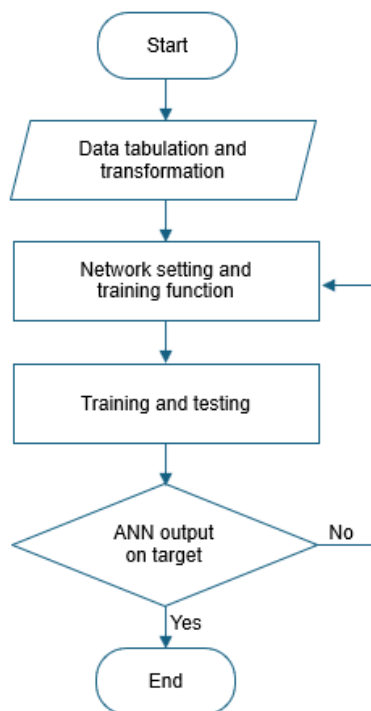 Start
Data tabulation and
transformation
Network setting and
training function
Training and testing
ANN output
on target
No
Yes
End